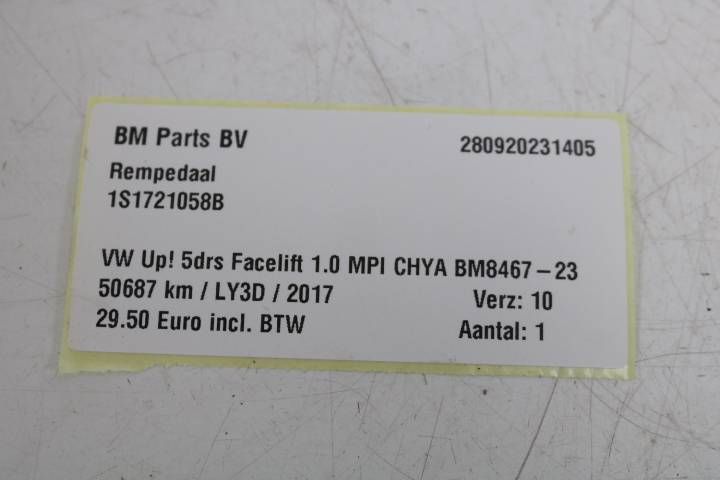 BM Parts BV 280920231405
Rempedaal
1S1721058B
VW Up! 5drs Facelift 1.0 MPI CHYA BM8467-23
50687 km / LY3D / 2017 Verz: 10
29.50 Euro incl. BTW Aantal: 1